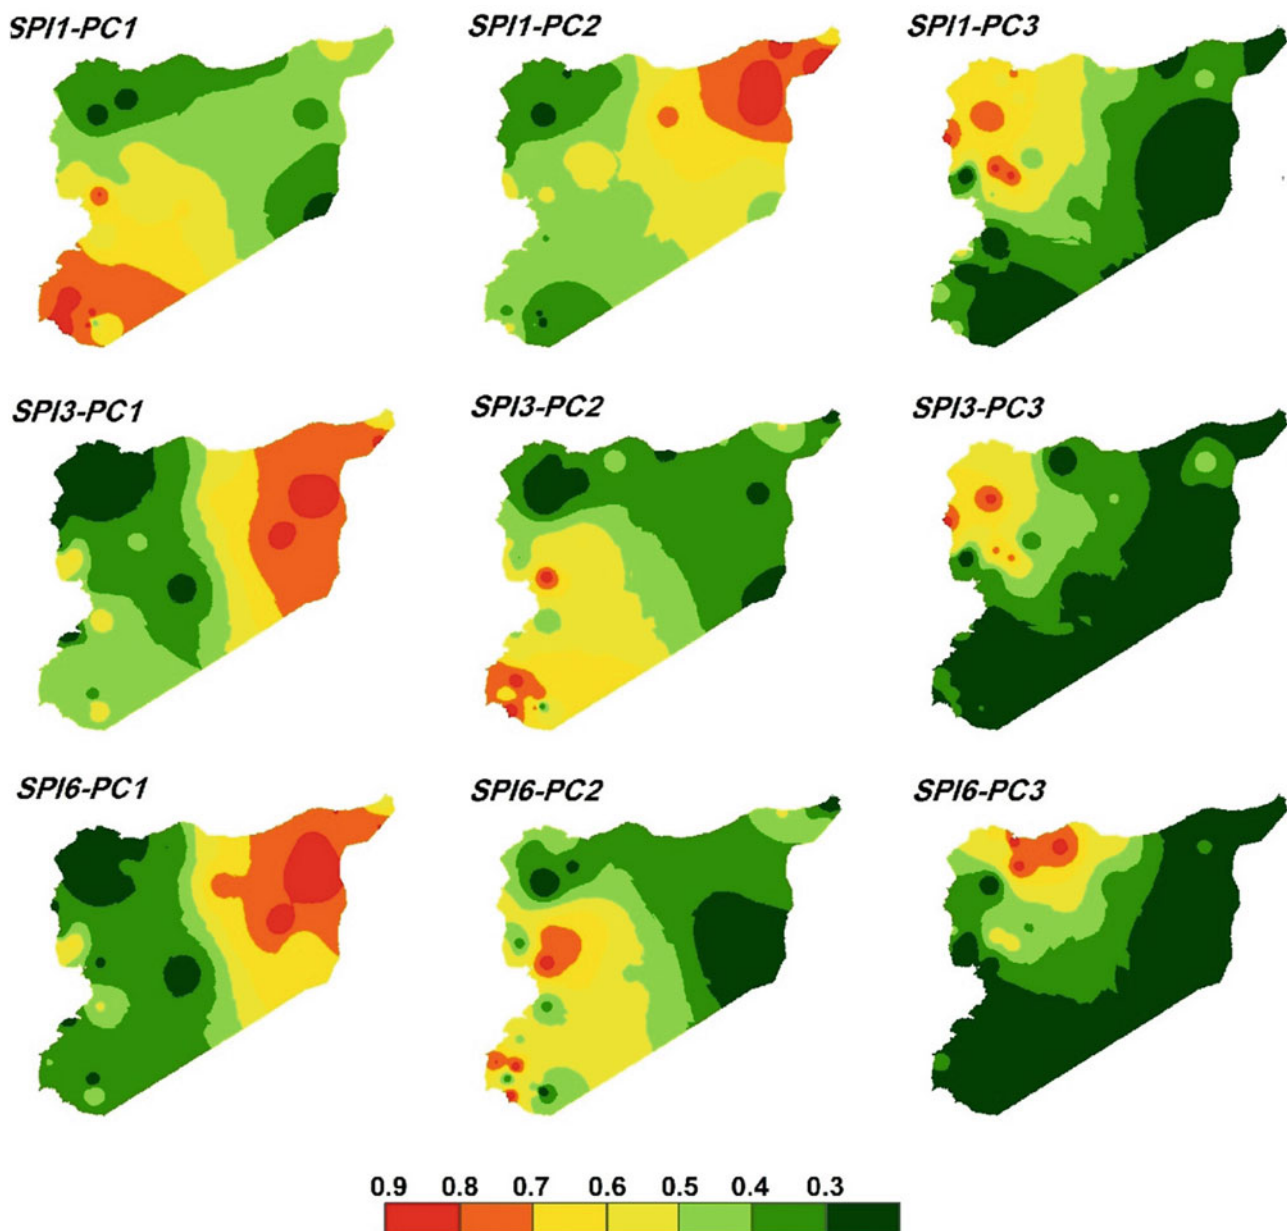 SPI1-PC1 SPI1-PC2 SPI1-PC3
SPI3-PC1 SPI3-PC2 SPI3-PC3
SPI6-PC1 SPI6-PC2 SPI6-PC3
0.9 0.8 0.7 0.6 0.5 0.4 0.3